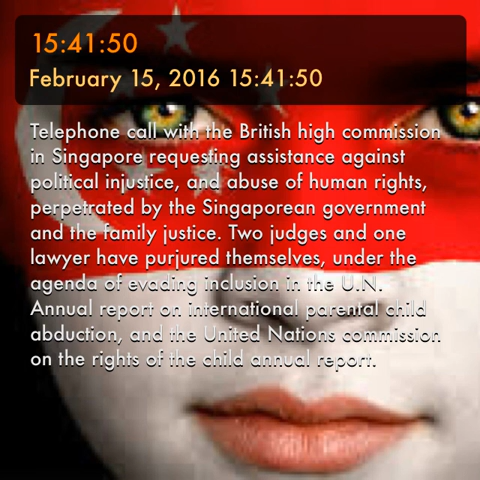 15:41:50
February 15, 2016 15:41:50
Telephone call with the British high commission
in Singapore requesting assistance against
political injustice, and abuse of human rights,
perpetrated by the Singaporean government
and the family justice. Two judges and one
lawyer have purjured themselves, under the
agenda of evading inclusion in the U.N.
Annual report on international parental child
abduction, and the United Nations commission
on the rights of the child annual report.